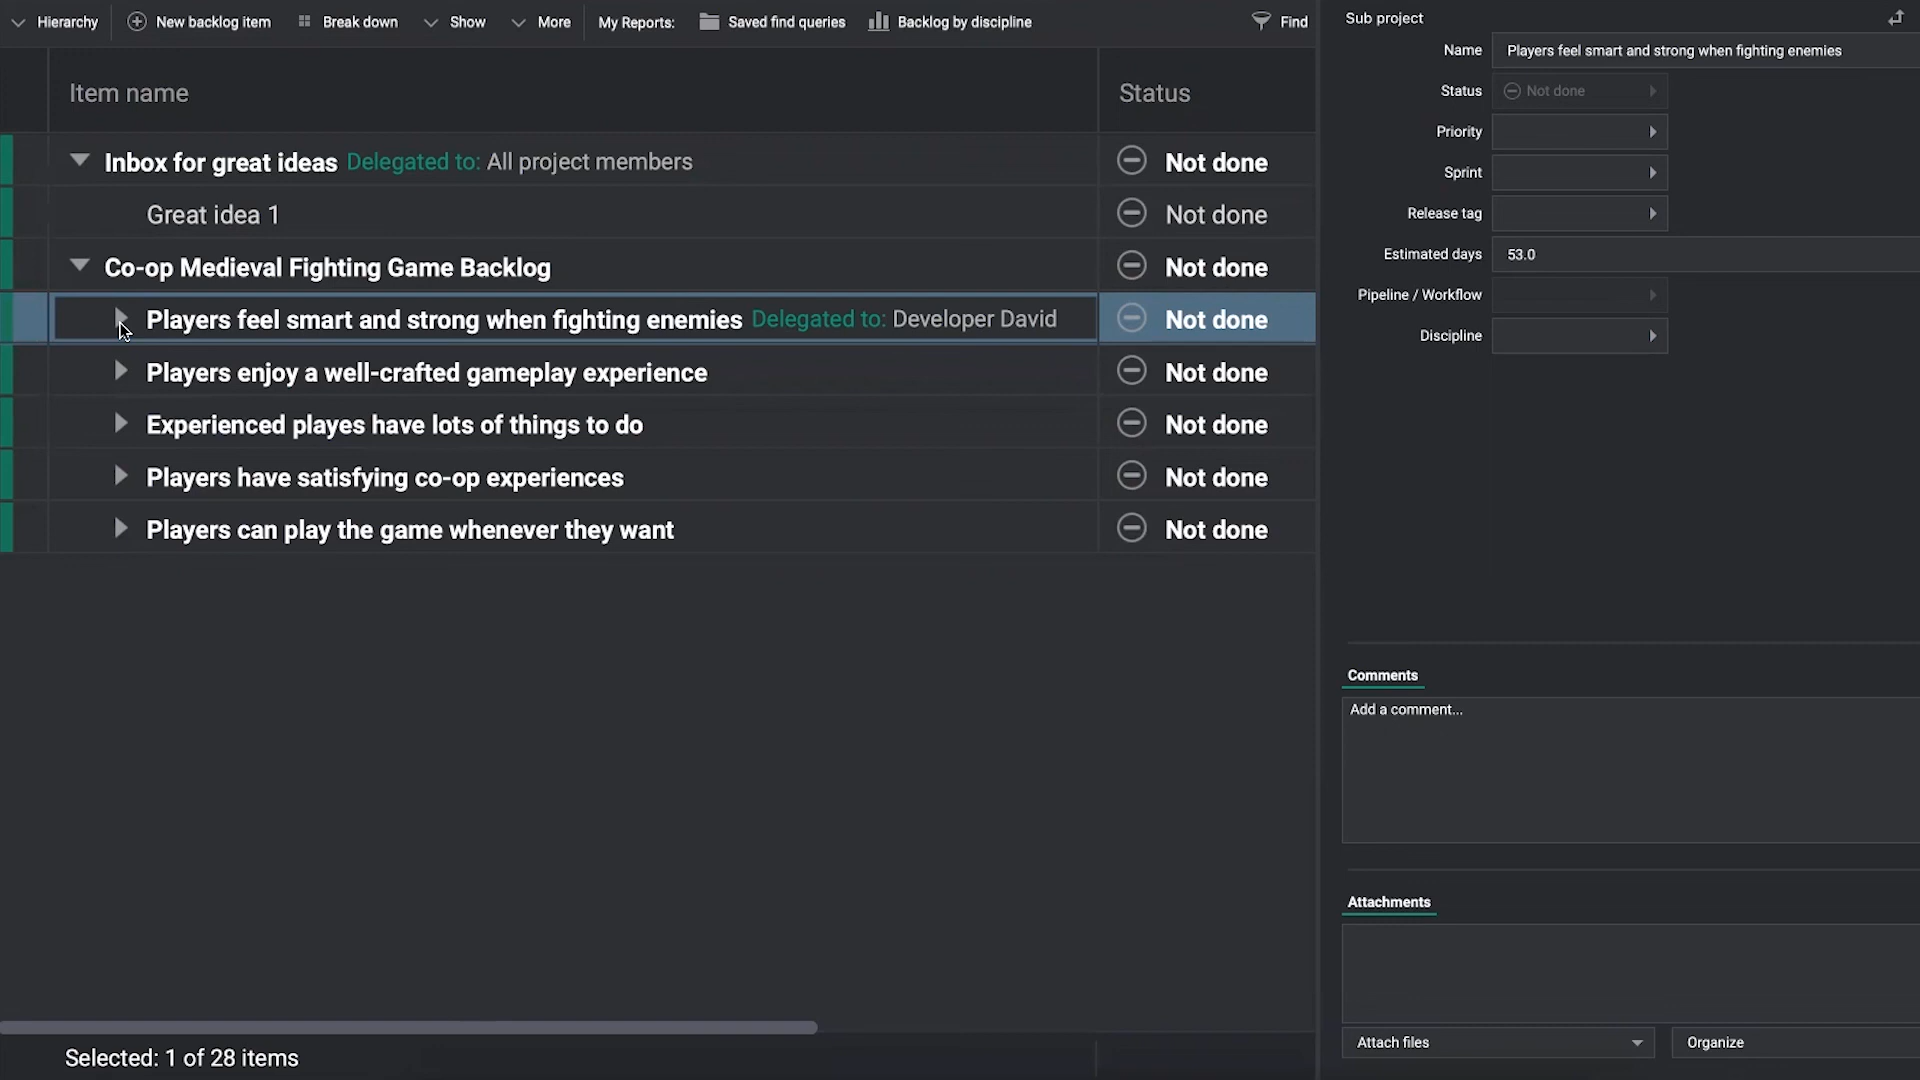 Hierarchy New backlog item Break down Show More My Reports: Saved find queries Backlog by discipline Find
Item name Status
Inbox for great ideas Delegated to: All project members Not done
Great idea 1 Not done
Co-op Medieval Fighting Game Backlog Not done
Players feel smart and strong when fighting enemies Delegated to: Developer David Not done
Players enjoy a well-crafted gameplay experience Not done
Experienced playes have lots of things to do Not done
Players have satisfying co-op experiences Not done
Players can play the game whenever they want Not done
Selected: 1 of 28 items
Sub project
Name Players feel smart and strong when fighting enemies
Status Not done
Priority
Sprint
Release tag
Estimated days 53.0
Pipeline / Workflow
Discipline
Comments
Add a comment...
Attachments
Attach files Organize